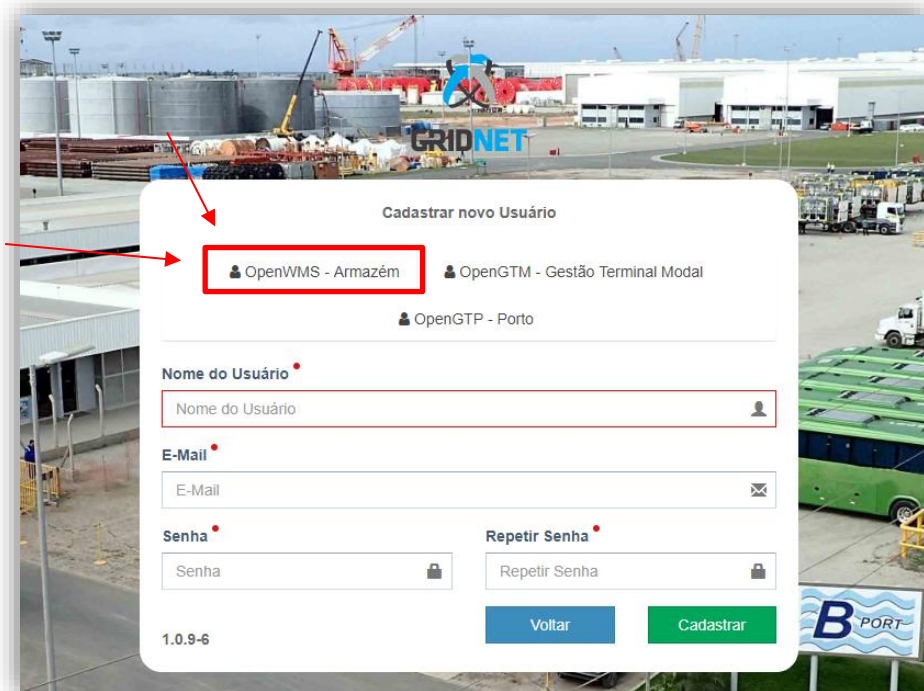 GRIDNET
Cadastrar novo Usuário
OpenWMS - Armazém
OpenGTM - Gestão Terminal Modal
OpenGTP - Porto
Nome do Usuário
Nome do Usuário
E-Mail
E-Mail
Senha
Repetir Senha
Senha
Repetir Senha
1.0.9-6
Voltar
Cadastrar
B PORT